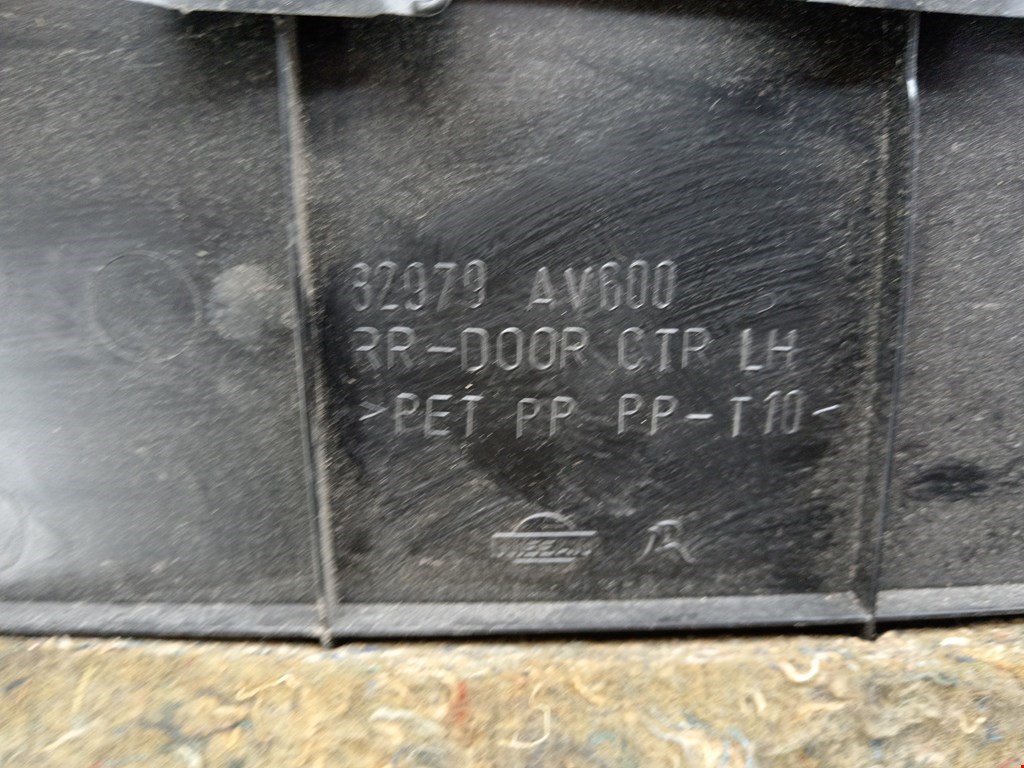 82979 AV600
RR-DOOR CTR LH
>PET PP PP-T10<
NISSAN